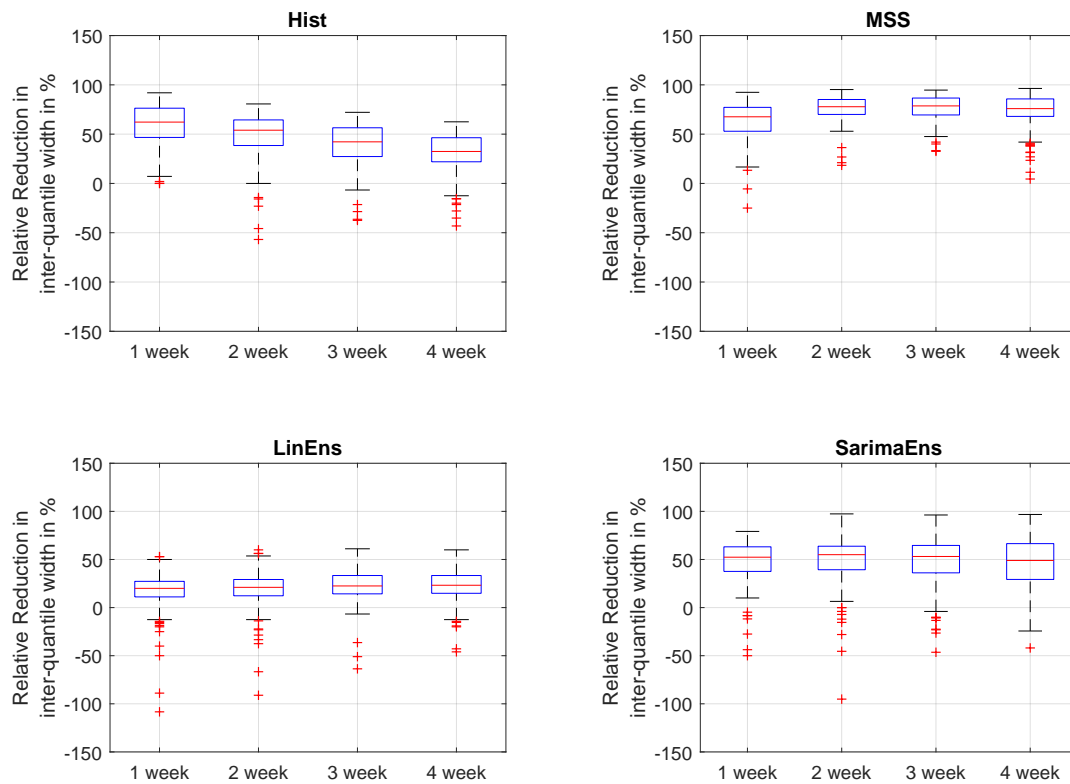 Hist
Relative Reduction in
inter-quantile width in %
150
100
50
0
-50
-100
-150
1 week
2 week
3 week
4 week
MSS
Relative Reduction in
inter-quantile width in %
150
100
50
0
-50
-100
-150
1 week
2 week
3 week
4 week
LinEns
Relative Reduction in
inter-quantile width in %
150
100
50
0
-50
-100
-150
1 week
2 week
3 week
4 week
SarimaEns
Relative Reduction in
inter-quantile width in %
150
100
50
0
-50
-100
-150
1 week
2 week
3 week
4 week